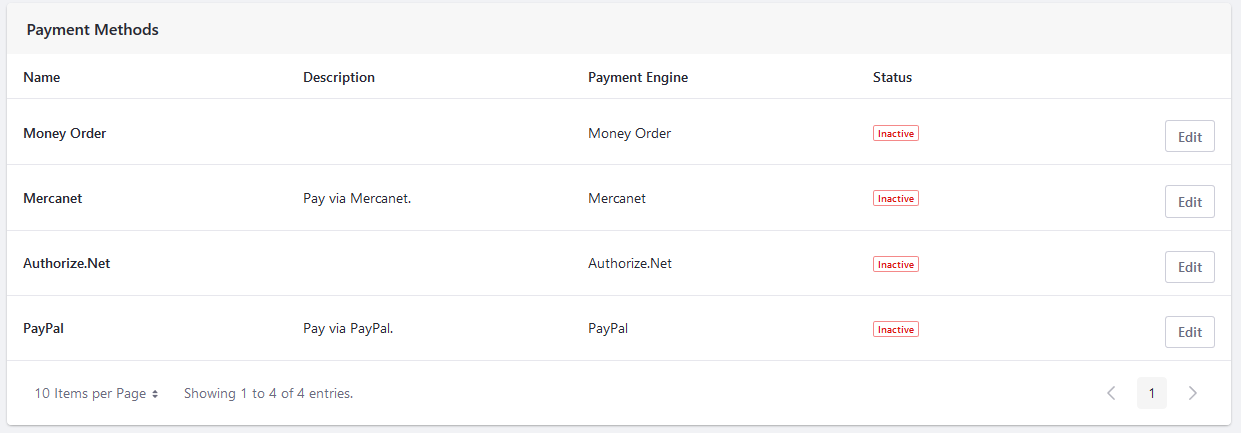 Payment Methods
Name Description Payment Engine Status
Money Order Money Order Inactive Edit
Mercanet Pay via Mercanet. Mercanet Inactive Edit
Authorize.Net Authorize.Net Inactive Edit
PayPal Pay via PayPal. PayPal Inactive Edit
10 Items per Page Showing 1 to 4 of 4 entries. 1